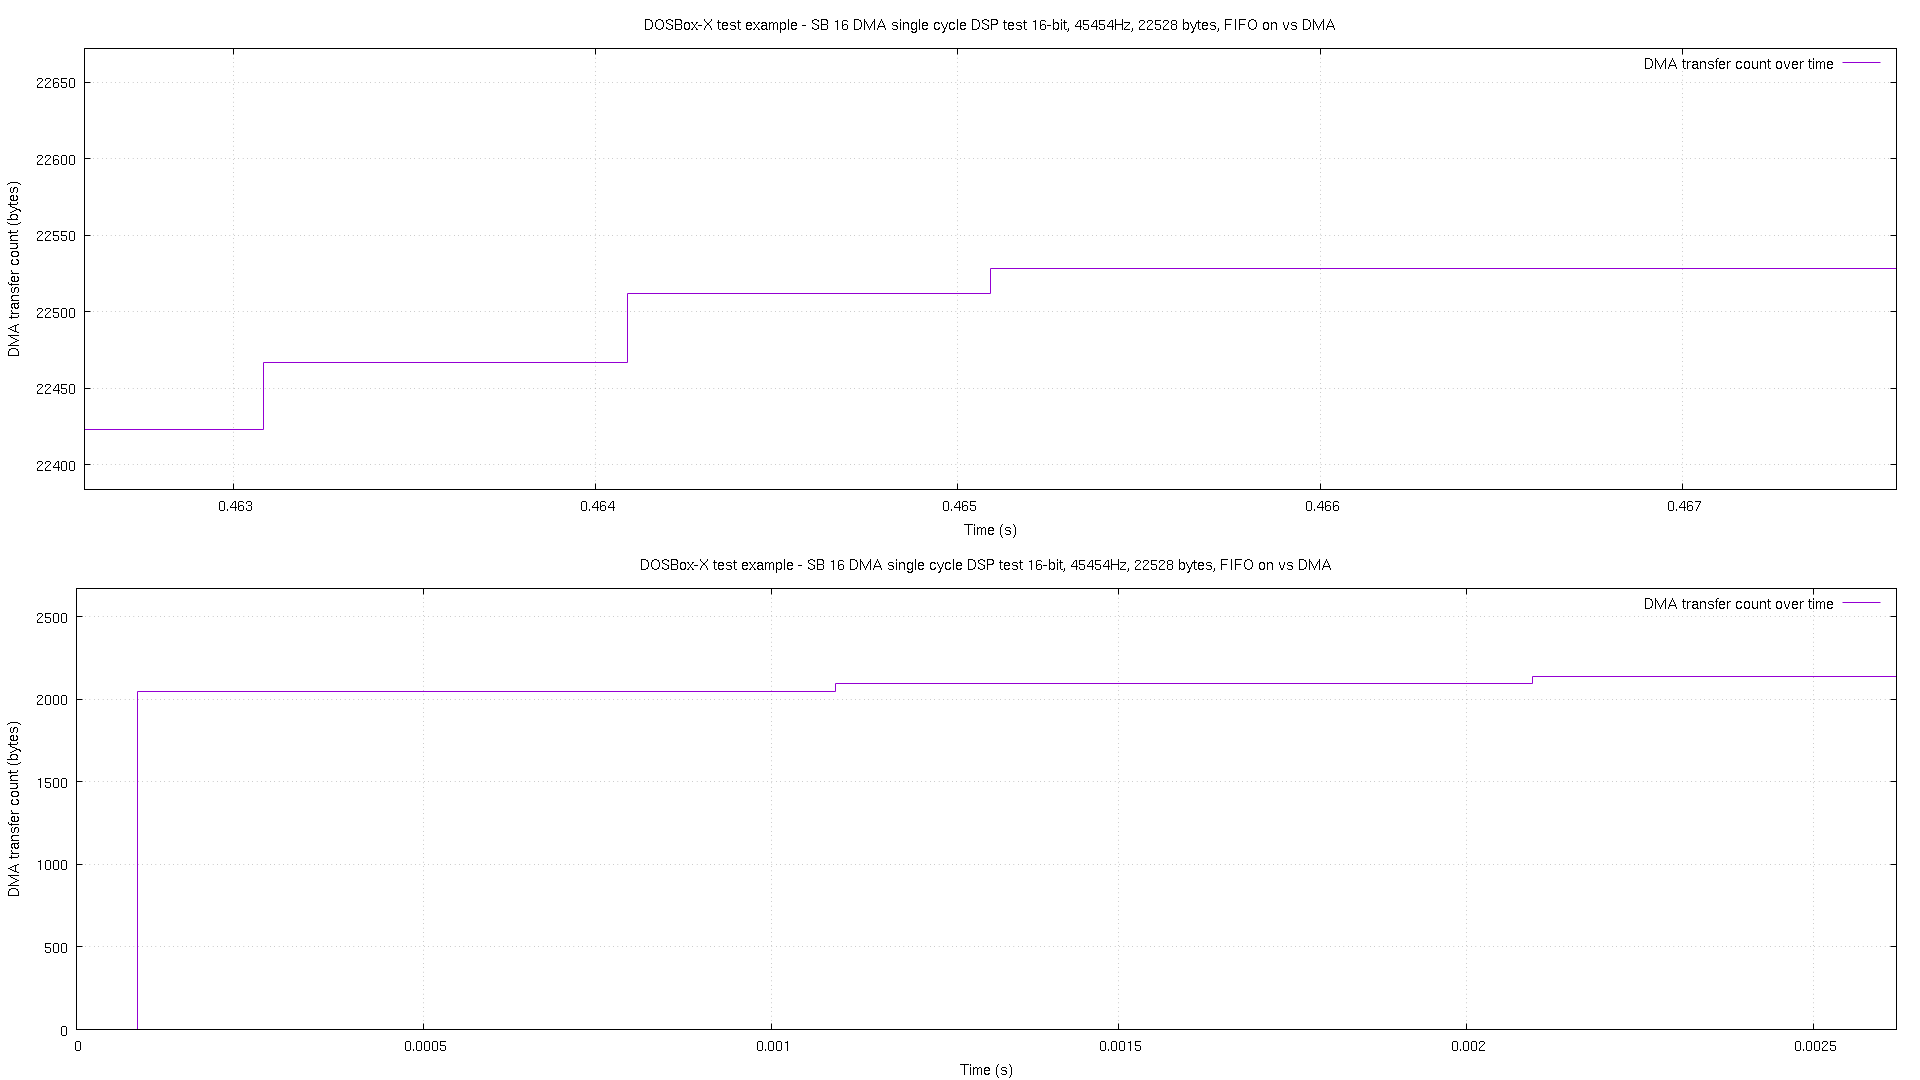 DOSBox-X test example - SB 16 DMA single cycle DSP test 16-bit, 45454Hz, 22528 bytes, FIFO on vs DMA
DMA transfer count over time
DMA transfer count (bytes)
22650
22600
22550
22500
22450
22400
0.463 0.464 0.465 0.466 0.467
Time (s)
DOSBox-X test example - SB 16 DMA single cycle DSP test 16-bit, 45454Hz, 22528 bytes, FIFO on vs DMA
DMA transfer count over time
DMA transfer count (bytes)
2500
2000
1500
1000
500
0
0 0.0005 0.001 0.0015 0.002 0.0025
Time (s)